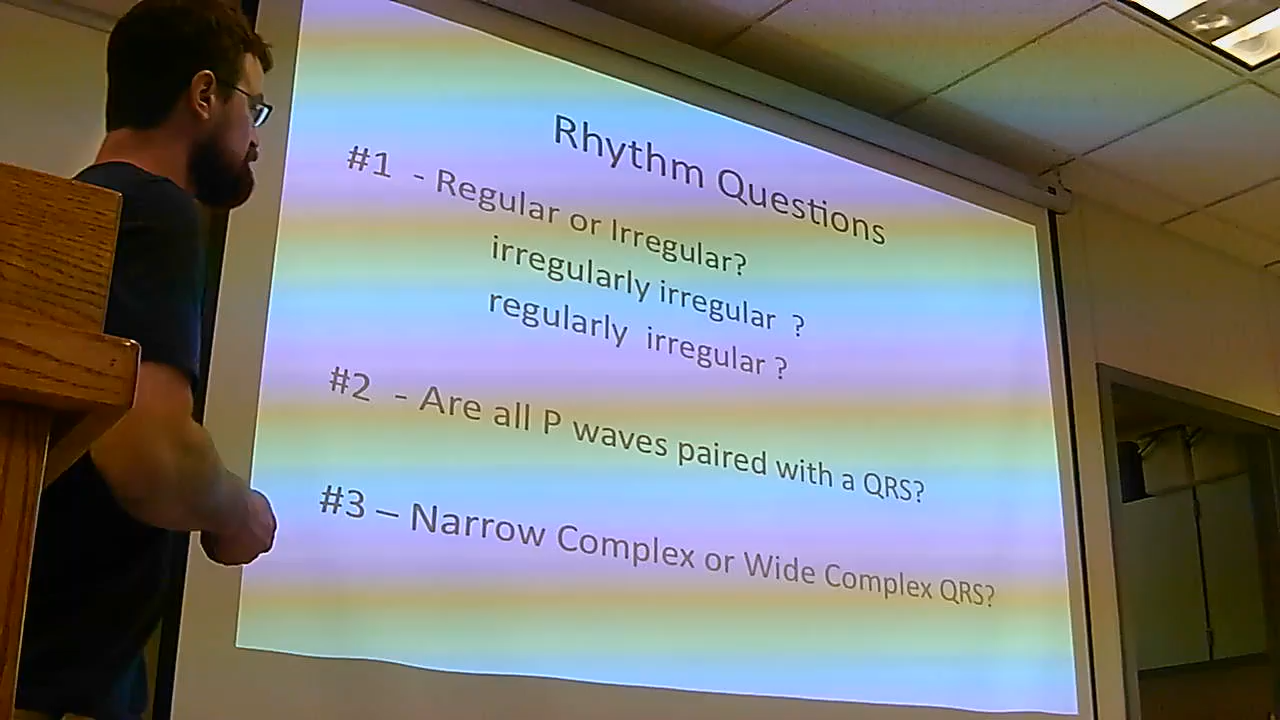 Rhythm Questions
#1 - Regular or Irregular?
irregularly irregular ?
regularly irregular ?
#2 - Are all P waves paired with a QRS?
#3 – Narrow Complex or Wide Complex QRS?